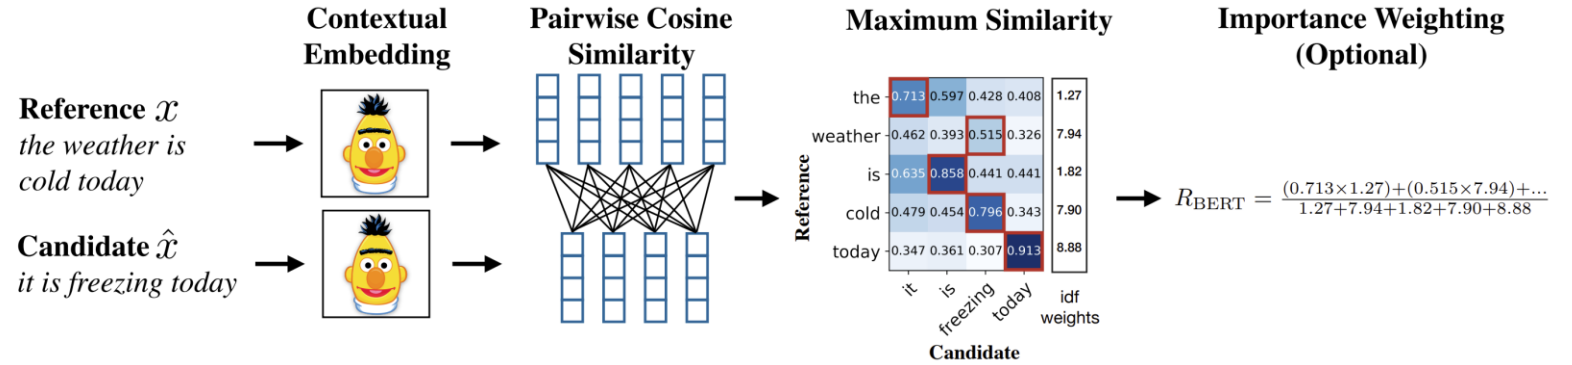 Contextual
Embedding
Pairwise Cosine
Similarity
Maximum Similarity
Importance Weighting
(Optional)
Reference x
the weather is
cold today
Candidate x̂
it is freezing today
Reference
the 0.713 0.597 0.428 0.408 1.27
weather 0.462 0.393 0.515 0.326 7.94
is 0.635 0.858 0.441 0.441 1.82
cold 0.479 0.454 0.796 0.343 7.90
today 0.347 0.361 0.307 0.913 8.88
it is freezing today
idf
weights
Candidate
R_BERT = (0.713×1.27)+(0.515×7.94)+... / 1.27+7.94+1.82+7.90+8.88